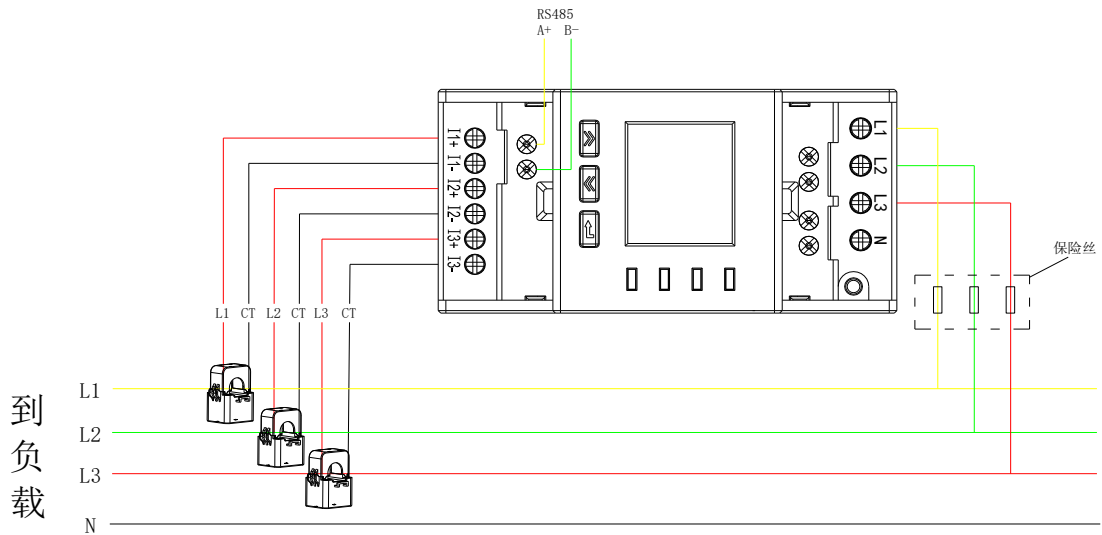 RS485
A+ B-
I1+
I1-
I2+
I2-
I3+
I3-
L1
L2
L3
N
保险丝
L1 CT L2 CT L3 CT
到负载
L1
L2
L3
N